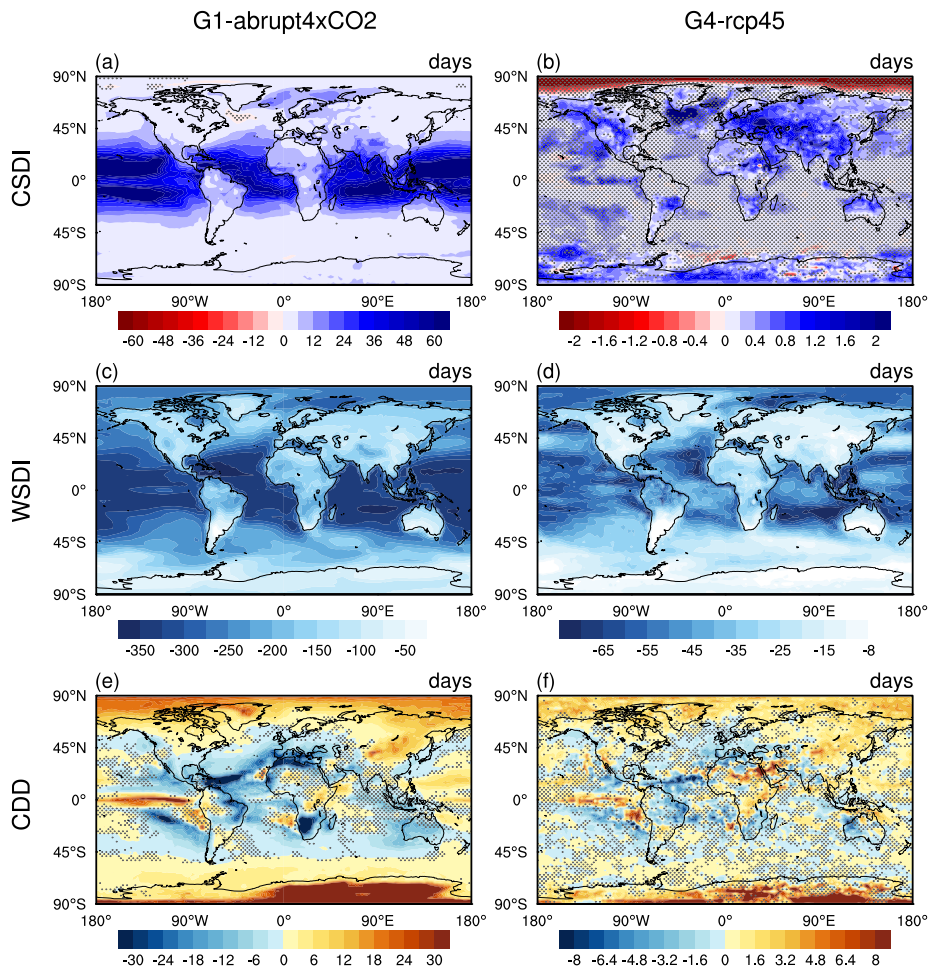 G1-abrupt4xCO2 G4-rcp45
(a) days (b) days
CSDI
90°N 90°N
45°N 45°N
0° 0°
45°S 45°S
90°S 90°S
180° 90°W 0° 90°E 180° 180° 90°W 0° 90°E 180°
-60 -48 -36 -24 -12 0 12 24 36 48 60 -2 -1.6 -1.2 -0.8 -0.4 0 0.4 0.8 1.2 1.6 2
(c) days (d) days
WSDI
90°N 90°N
45°N 45°N
0° 0°
45°S 45°S
90°S 90°S
180° 90°W 0° 90°E 180° 180° 90°W 0° 90°E 180°
-350 -300 -250 -200 -150 -100 -50 -65 -55 -45 -35 -25 -15 -8
(e) days (f) days
CDD
90°N 90°N
45°N 45°N
0° 0°
45°S 45°S
90°S 90°S
180° 90°W 0° 90°E 180° 180° 90°W 0° 90°E 180°
-30 -24 -18 -12 -6 0 6 12 18 24 30 -8 -6.4 -4.8 -3.2 -1.6 0 1.6 3.2 4.8 6.4 8